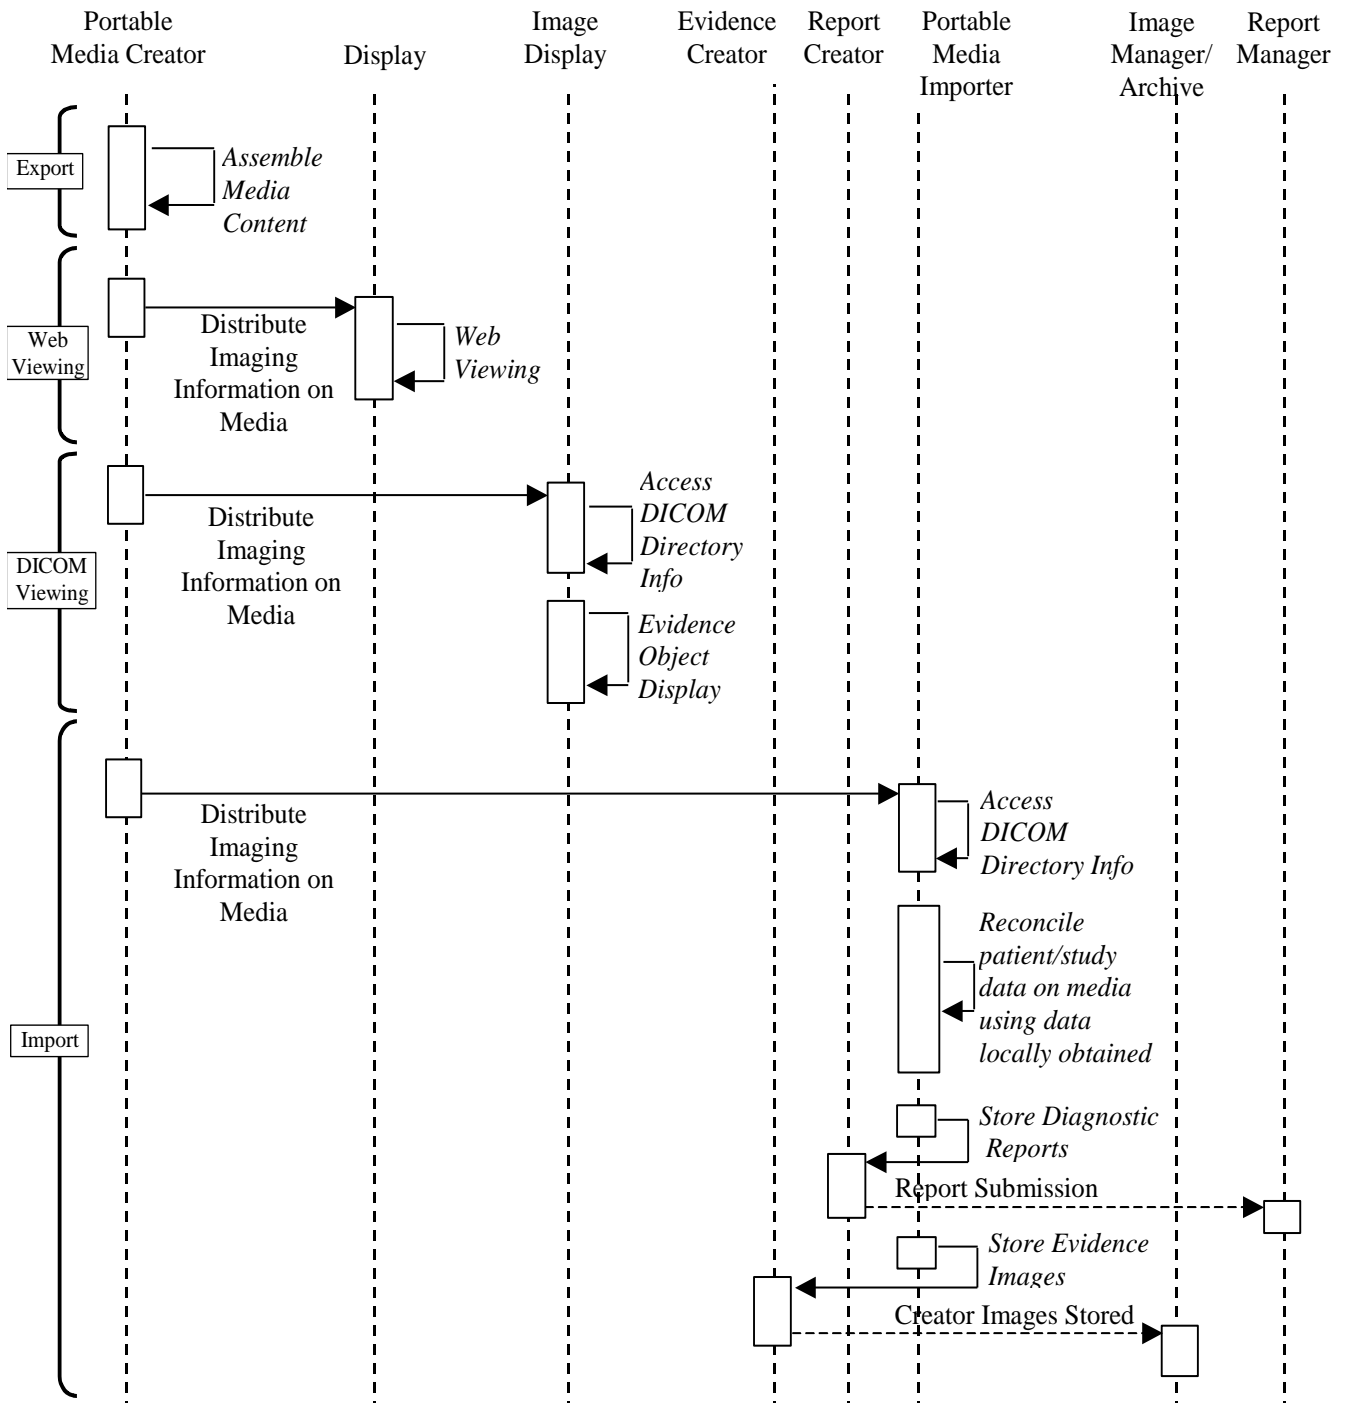 Portable
Media Creator
Display
Image
Display
Evidence
Creator
Report
Creator
Portable
Media
Importer
Image
Manager/
Archive
Report
Manager
Export
Assemble
Media
Content
Web
Viewing
Distribute
Imaging
Information on
Media
Web
Viewing
DICOM
Viewing
Distribute
Imaging
Information on
Media
Access
DICOM
Directory
Info
Evidence
Object
Display
Import
Distribute
Imaging
Information on
Media
Access
DICOM
Directory Info
Reconcile
patient/study
data on media
using data
locally obtained
Store Diagnostic
Reports
Report Submission
Store Evidence
Images
Creator Images Stored